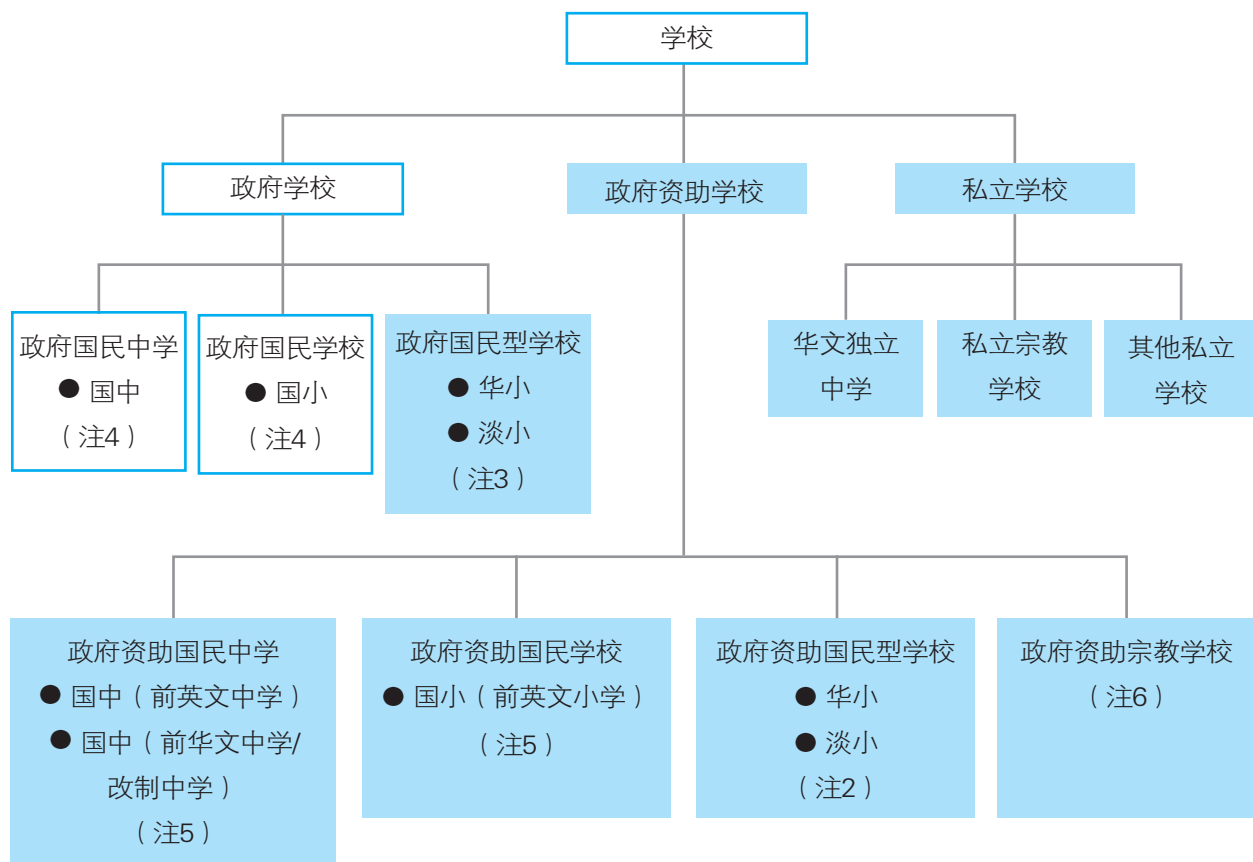 学校
政府学校
政府资助学校
私立学校
政府国民中学
● 国中
（注4）
政府国民学校
● 国小
（注4）
政府国民型学校
● 华小
● 淡小
（注3）
华文独立
中学
私立宗教
学校
其他私立
学校
政府资助国民中学
● 国中（前英文中学）
● 国中（前华文中学/
改制中学）
（注5）
政府资助国民学校
● 国小（前英文小学）
（注5）
政府资助国民型学校
● 华小
● 淡小
（注2）
政府资助宗教学校
（注6）